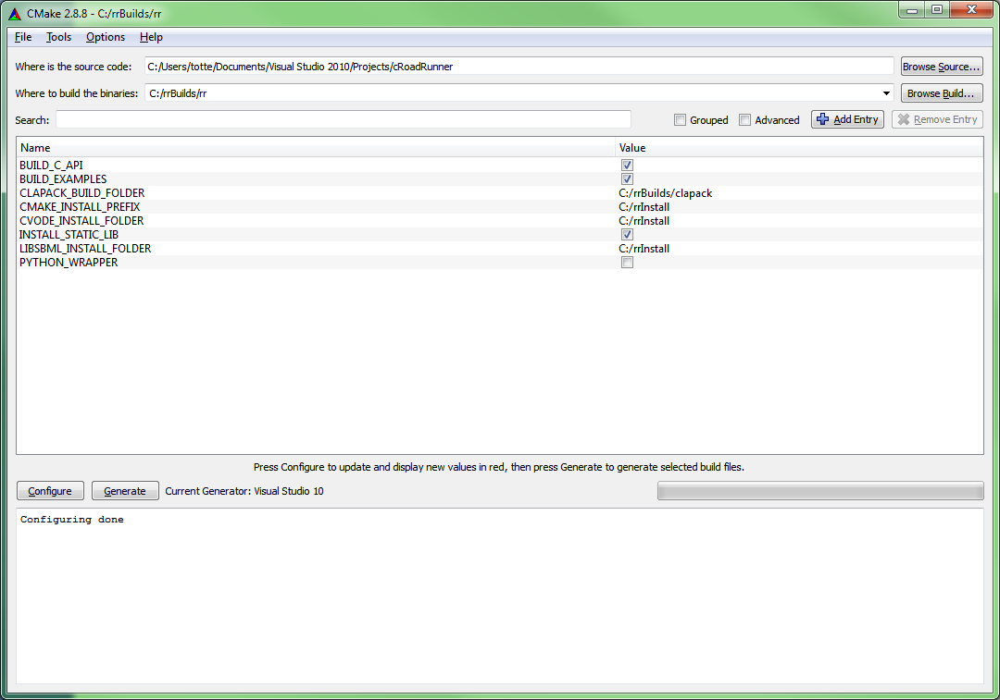 CMake 2.8.8 - C:/rrBuilds/rr
File Tools Options Help
Where is the source code: C:/Users/totte/Documents/Visual Studio 2010/Projects/cRoadRunner Browse Source...
Where to build the binaries: C:/rrBuilds/rr Browse Build...
Search: Grouped Advanced Add Entry Remove Entry
Name Value
BUILD_C_API
BUILD_EXAMPLES
CLAPACK_BUILD_FOLDER C:/rrBuilds/clapack
CMAKE_INSTALL_PREFIX C:/rrInstall
CVODE_INSTALL_FOLDER C:/rrInstall
INSTALL_STATIC_LIB
LIBSBML_INSTALL_FOLDER C:/rrInstall
PYTHON_WRAPPER
Press Configure to update and display new values in red, then press Generate to generate selected build files.
Configure Generate Current Generator: Visual Studio 10
Configuring done